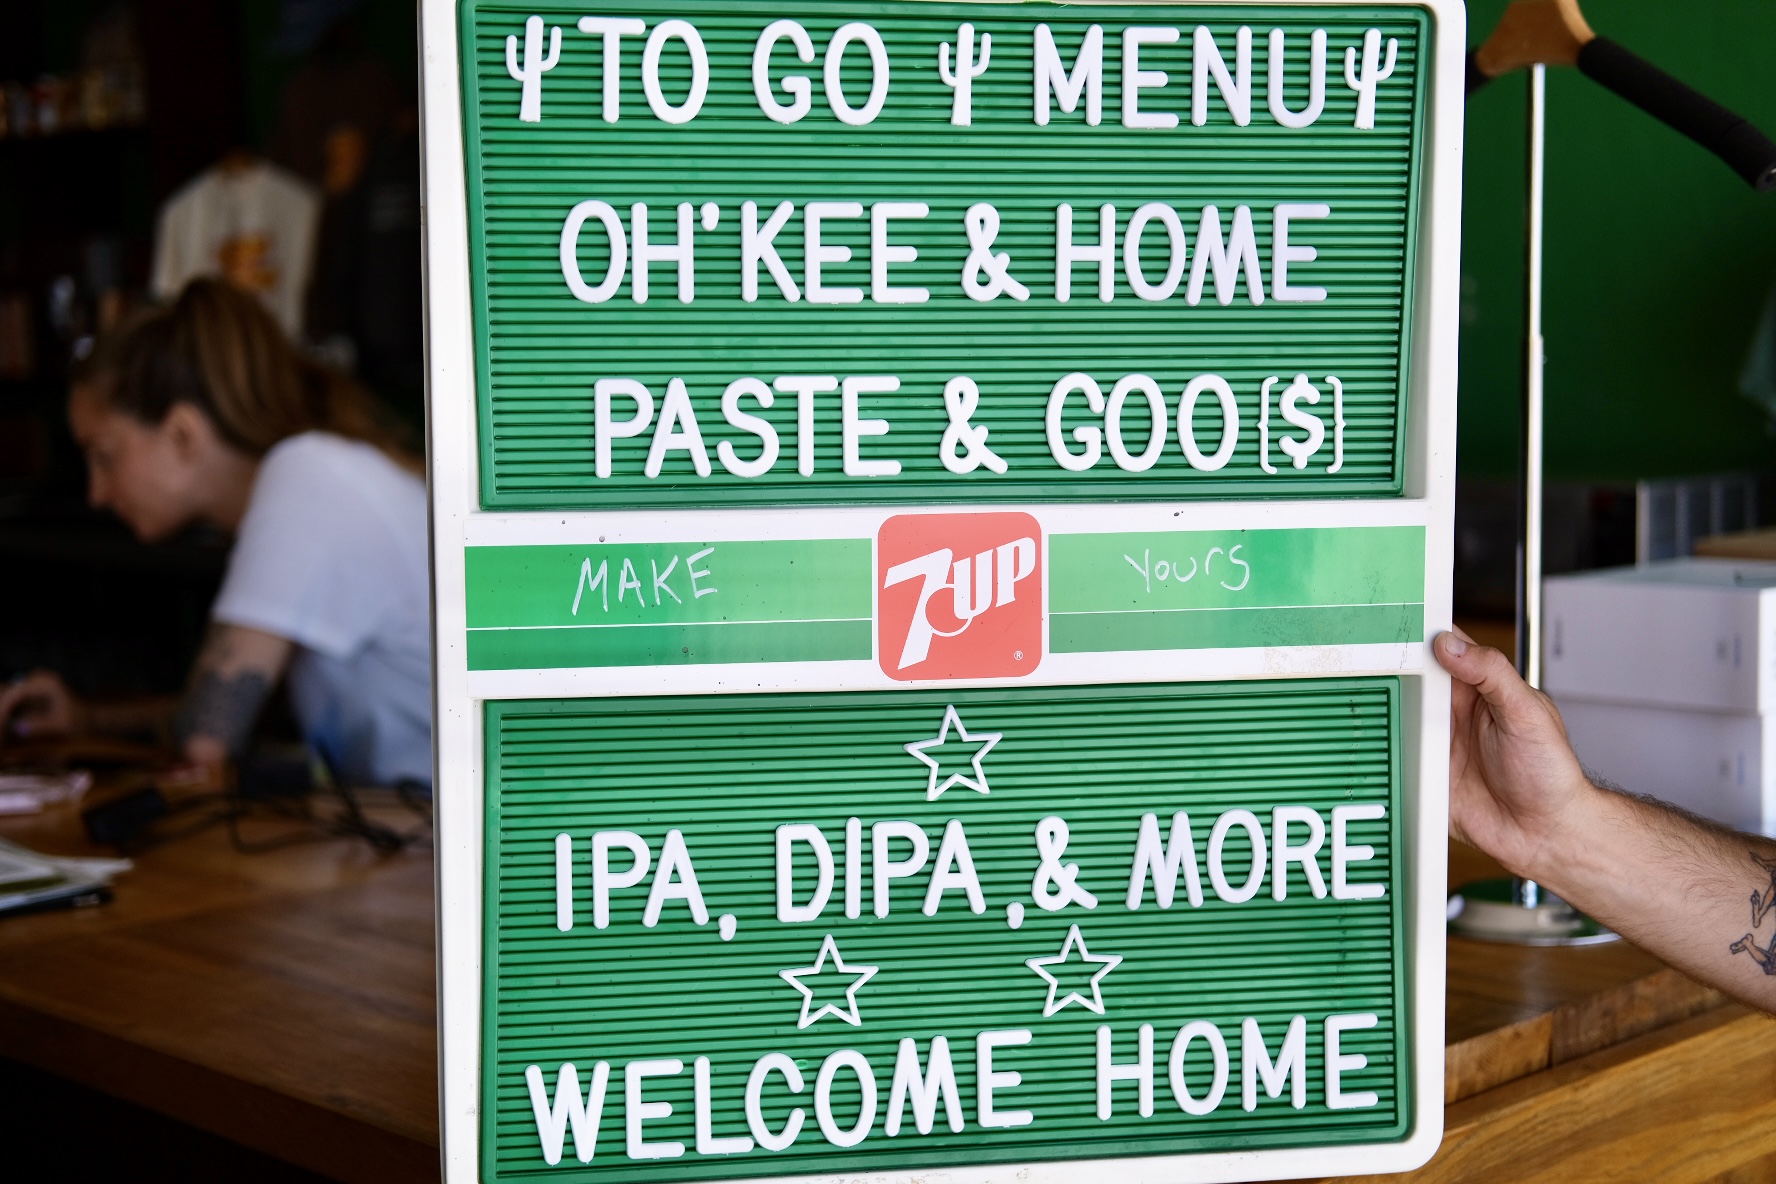 TO GO MENU
OH'KEE & HOME
PASTE & GOO {$}
MAKE 7UP Yours
®
IPA, DIPA, & MORE
WELCOME HOME